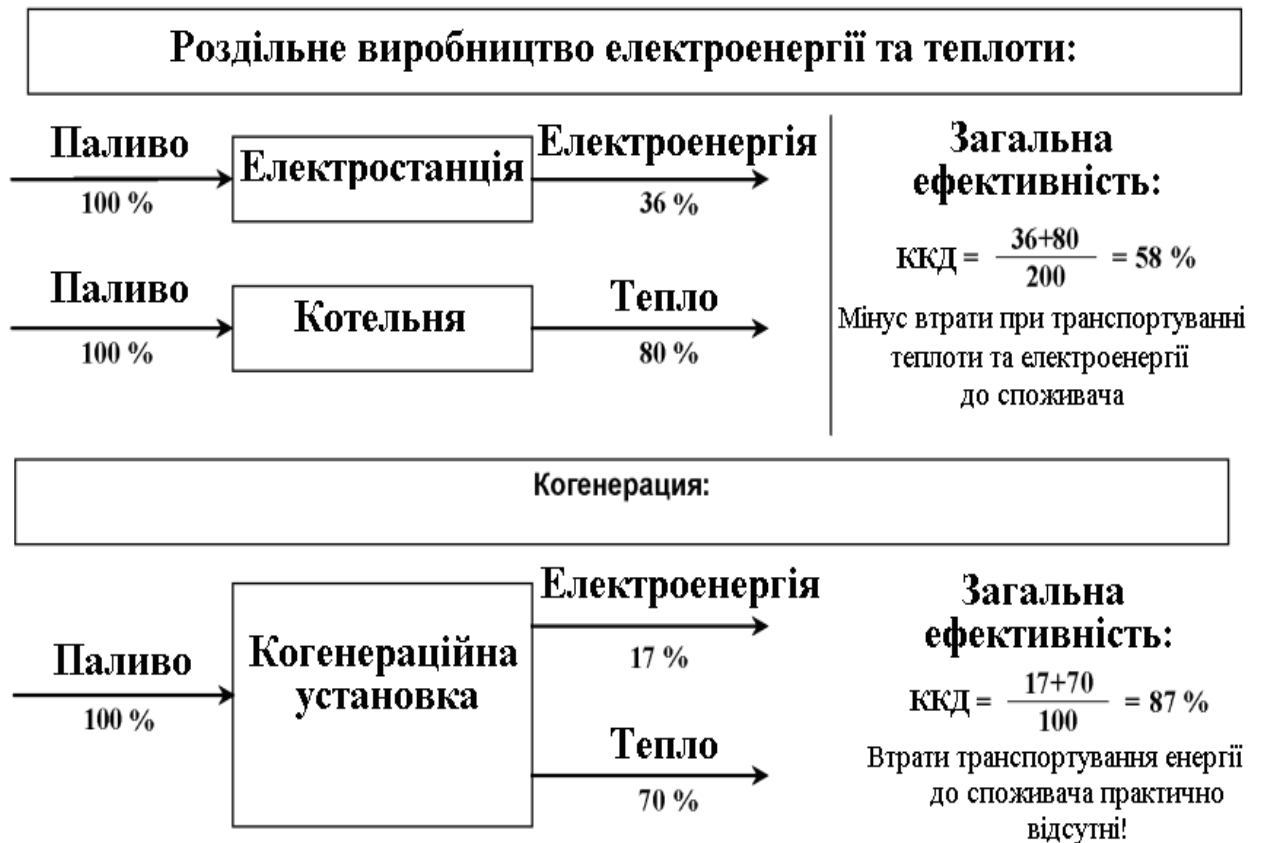 Роздільне виробництво електроенергії та теплоти:
Паливо
100 %
Електростанція
Електроенергія
36 %
Паливо
100 %
Котельня
Тепло
80 %
Загальна
ефективність:
ККД = 36+80 / 200 = 58 %
Мінус втрати при транспортуванні
теплоти та електроенергії
до споживача
Когенерация:
Паливо
100 %
Когенераційна
установка
Електроенергія
17 %
Тепло
70 %
Загальна
ефективність:
ККД = 17+70 / 100 = 87 %
Втрати транспортування енергії
до споживача практично
відсутні!